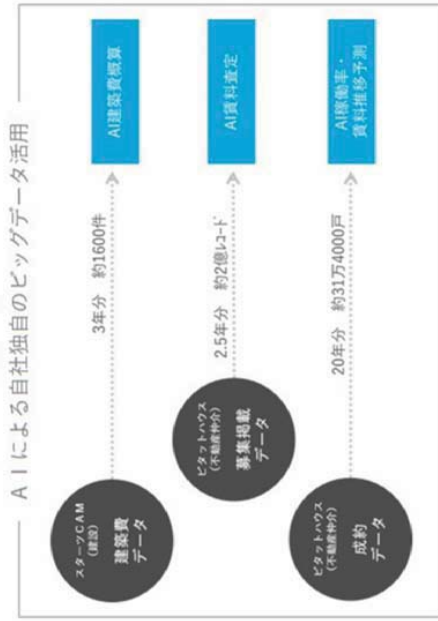 AIによる自社独自のビッグデータ活用
スターツCAM
(建設)
建築費
データ
3年分 約1600件
AI建築費概算
ピタットハウス
(不動産仲介)
募集掲載
データ
2.5年分 約2億レコード
AI賃料査定
ピタットハウス
(不動産仲介)
成約
データ
20年分 約31万4000戸
AI稼働率・
賃料推移予測